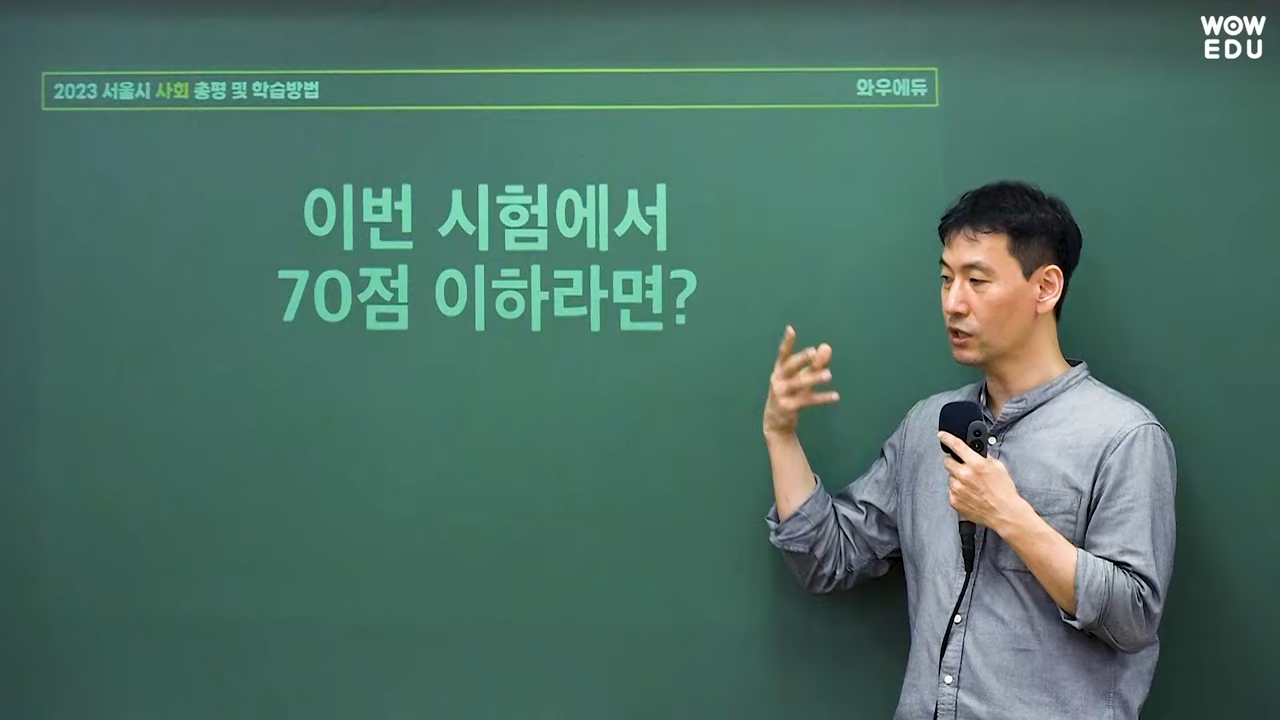 WOW
EDU
2023 서울시 사회 총평 및 학습방법
와우에듀
이번 시험에서
70점 이하라면?